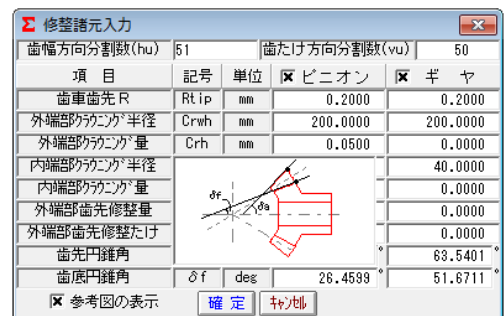 Σ 修整諸元入力
歯幅方向分割数(hu) 51 歯たけ方向分割数(vu) 50
項 目 記号 単位 ピニオン ギ ヤ
歯車歯先R Rtip mm 0.2000 0.2000
外端部クラウニング半径 Crwh mm 200.0000 200.0000
外端部クラウニング量 Crh mm 0.0500 0.0000
内端部クラウニング半径 40.0000
内端部クラウニング量 0.0000
外端部歯先修整量 0.0000
外端部歯先修整たけ 0.0000
歯先円錐角 ° 63.5401 °
歯底円錐角 δf deg 26.4599 ° 51.6711 °
δf δa
参考図の表示 確 定 キャンセル